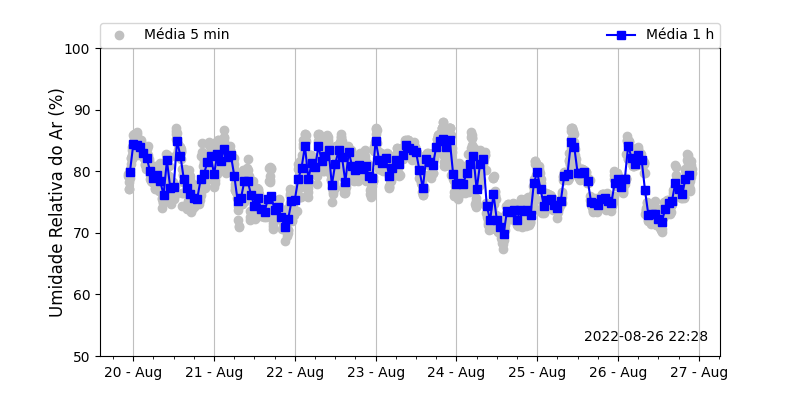 Média 5 min
Média 1 h
100
90
80
70
60
50
Umidade Relativa do Ar (%)
2022-08-26 22:28
20 - Aug
21 - Aug
22 - Aug
23 - Aug
24 - Aug
25 - Aug
26 - Aug
27 - Aug